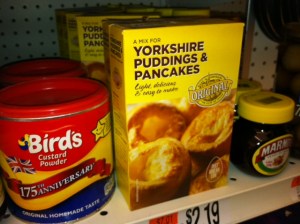 Bird's
Custard
Powder
175TH ANNIVERSARY
ORIGINAL HOMEMADE TASTE
A MIX FOR
YORKSHIRE
PUDDINGS &
PANCAKES
Light, delicious
& easy to make
ORIGINAL
MARMITE
$2.19